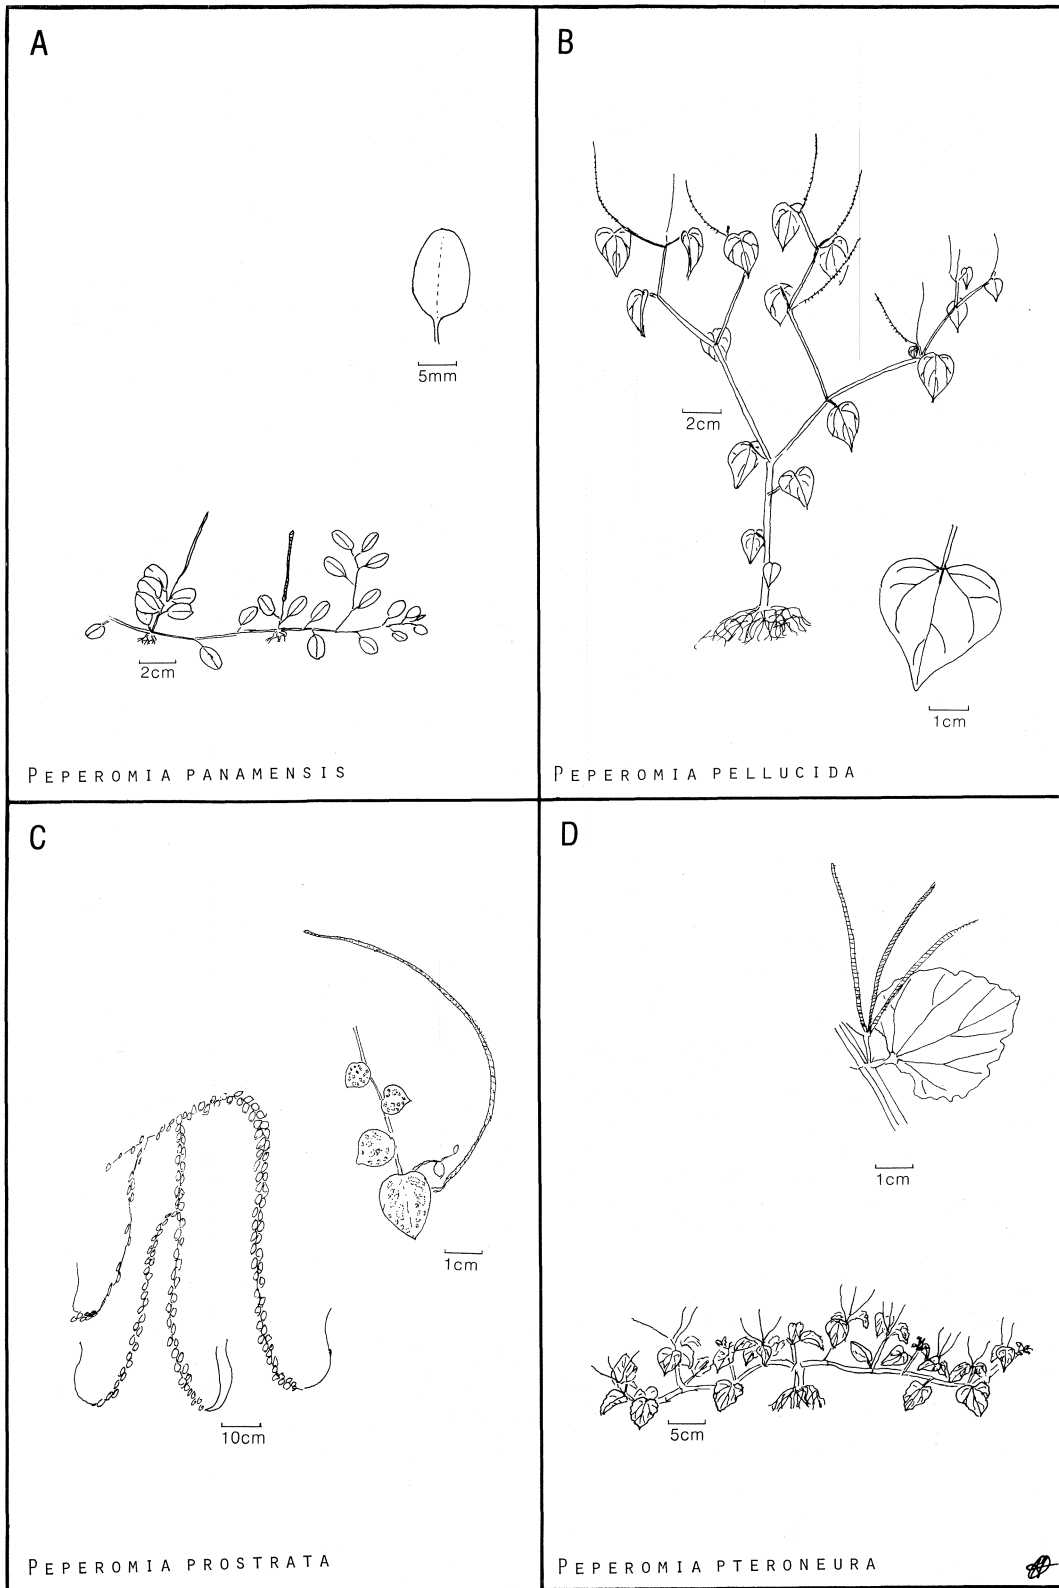 A
5mm
2cm
PEPEROMIA PANAMENSIS
B
2cm
1cm
PEPEROMIA PELLUCIDA
C
1cm
10cm
PEPEROMIA PROSTRATA
D
1cm
5cm
PEPEROMIA PTERONEURA